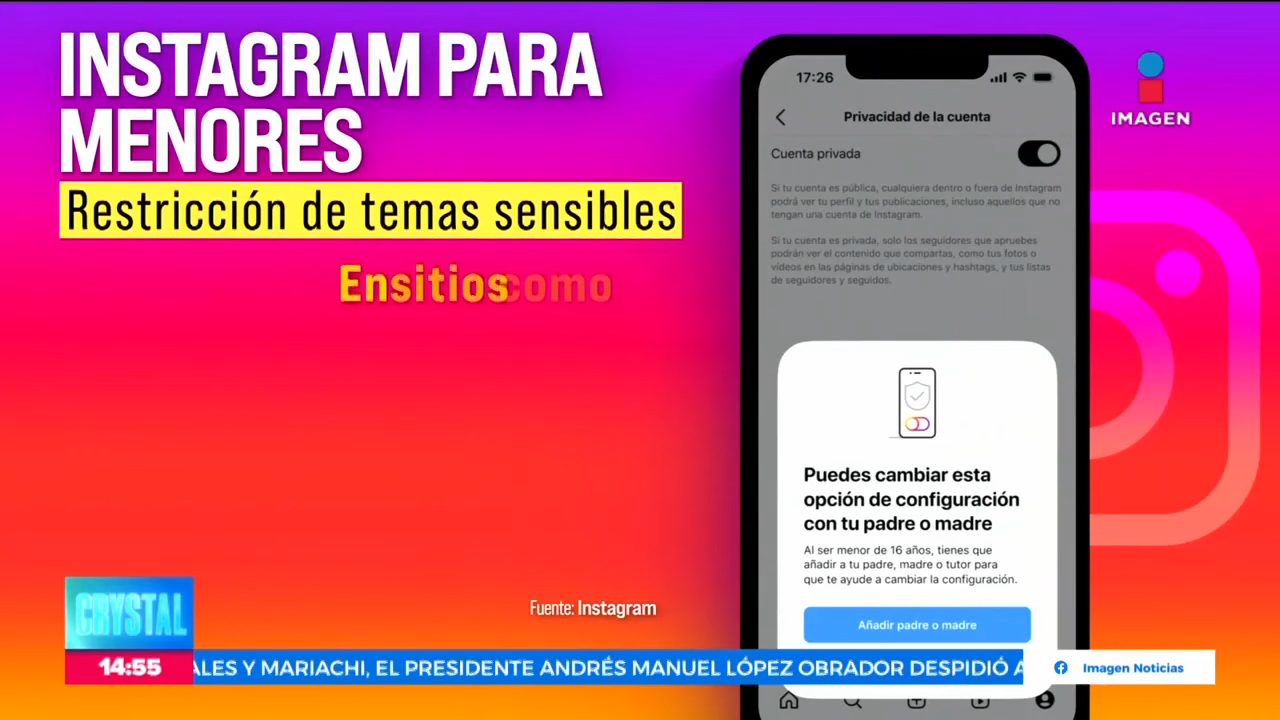 INSTAGRAM PARA
MENORES
Restricción de temas sensibles
Ensitios como
Fuente: Instagram
17:26
Privacidad de la cuenta
Cuenta privada
Si tu cuenta es pública, cualquiera dentro o fuera de Instagram
podrá ver tu perfil y tus publicaciones, incluso aquellos que no
tengan una cuenta de Instagram.
Si tu cuenta es privada, solo los seguidores que apruebes
podrán ver el contenido que compartas, como tus fotos o
vídeos en las páginas de ubicaciones y hashtags, y tus listas
de seguidores y seguidos.
Puedes cambiar esta
opción de configuración
con tu padre o madre
Al ser menor de 16 años, tienes que
añadir a tu padre, madre o tutor para
que te ayude a cambiar la configuración.
Añadir padre o madre
IMAGEN
CRYSTAL
14:55
ALES Y MARIACHI, EL PRESIDENTE ANDRÉS MANUEL LÓPEZ OBRADOR DESPIDIÓ A
Imagen Noticias